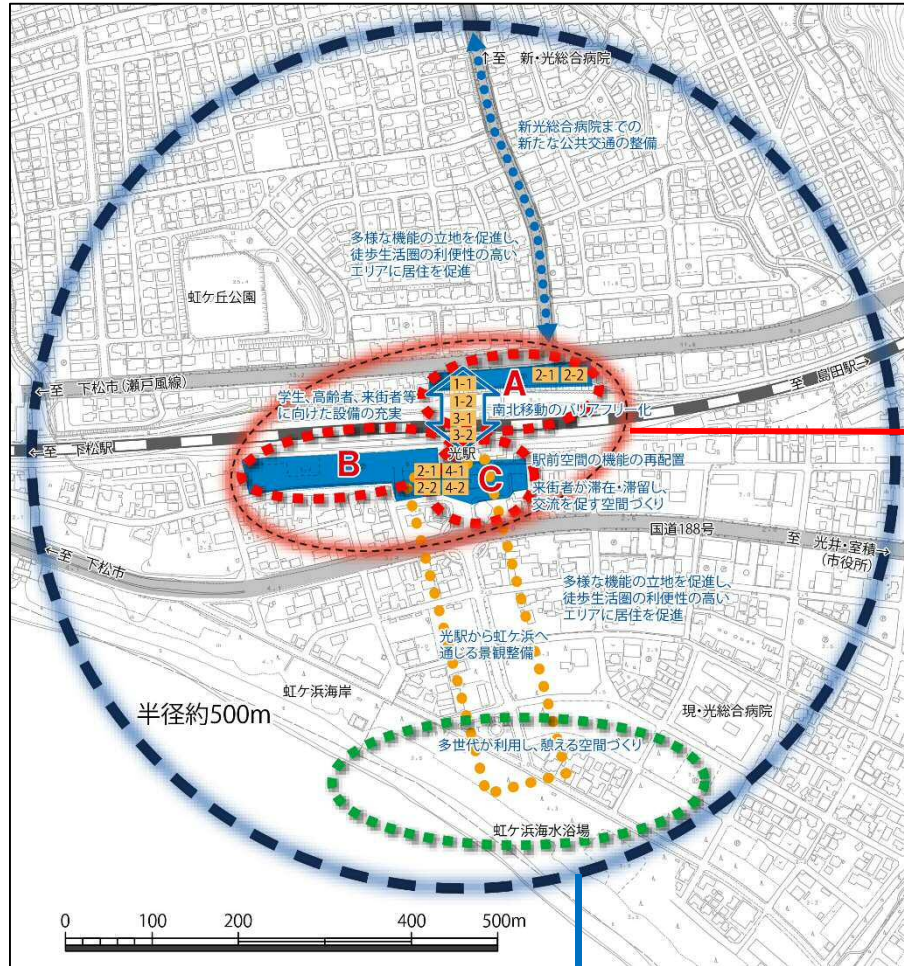 ↑至 新・光総合病院
新光総合病院までの
新たな公共交通の整備
多様な機能の立地を促進し、
徒歩生活圏の利便性の高い
エリアに居住を促進
虹ケ丘公園
←至 下松市(瀬戸風線)
至 島田駅→
A
2-1 2-2
1-1
1-2
3-1
3-2
学生、高齢者、来街者等
に向けた設備の充実
南北移動のバリアフリー化
←至 下松駅
光駅
B
C
2-1 4-1
2-2 4-2
駅前空間の機能の再配置
来街者が滞在・滞留し、
交流を促す空間づくり
国道188号
←至 下松市
至 光井・室積→
(市役所)
多様な機能の立地を促進し、
徒歩生活圏の利便性の高い
エリアに居住を促進
光駅から虹ケ浜へ
通じる景観整備
虹ケ浜海岸
半径約500m
現・光総合病院
多世代が利用し、憩える空間づくり
虹ケ浜海水浴場
0 100 200 400 500m